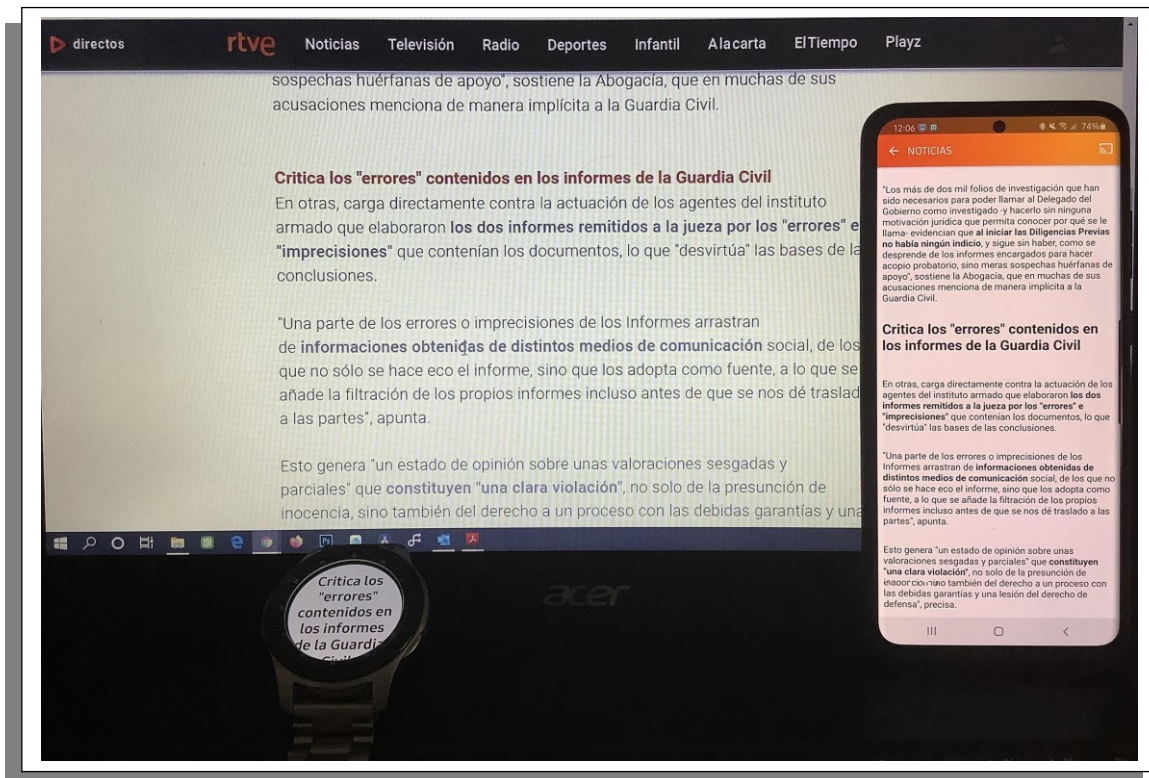 directos
rtve Noticias Televisión Radio Deportes Infantil A la carta El Tiempo Playz
sospechas huérfanas de apoyo", sostiene la Abogacía, que en muchas de sus
acusaciones menciona de manera implícita a la Guardia Civil.
Critica los "errores" contenidos en los informes de la Guardia Civil
En otras, carga directamente contra la actuación de los agentes del instituto
armado que elaboraron los dos informes remitidos a la jueza por los "errores" e
"imprecisiones" que contenían los documentos, lo que "desvirtúa" las bases de la
conclusiones.
"Una parte de los errores o imprecisiones de los Informes arrastran
de informaciones obtenidas de distintos medios de comunicación social, de los
que no sólo se hace eco el informe, sino que los adopta como fuente, a lo que se
añade la filtración de los propios informes incluso antes de que se nos dé traslad
a las partes", apunta.
Esto genera "un estado de opinión sobre unas valoraciones sesgadas y
parciales" que constituyen "una clara violación", no solo de la presunción de
inocencia, sino también del derecho a un proceso con las debidas garantías y una
acer
Critica los
"errores"
contenidos en
los informes
de la Guardia
Civil
12:06 74%
NOTICIAS
"Los más de dos mil folios de investigación que han
sido necesarios para poder llamar al Delegado del
Gobierno como investigado -y hacerlo sin ninguna
motivación jurídica que permita conocer por qué se le
llama- evidencian que al iniciar las Diligencias Previas
no había ningún indicio, y sigue sin haber, como se
desprende de los informes encargados para hacer
acopio probatorio, sino meras sospechas huérfanas de
apoyo", sostiene la Abogacía, que en muchas de sus
acusaciones menciona de manera implícita a la
Guardia Civil.
Critica los "errores" contenidos en
los informes de la Guardia Civil
En otras, carga directamente contra la actuación de los
agentes del instituto armado que elaboraron los dos
informes remitidos a la jueza por los "errores" e
"imprecisiones" que contenían los documentos, lo que
"desvirtúa" las bases de las conclusiones.
"Una parte de los errores o imprecisiones de los
Informes arrastran de informaciones obtenidas de
distintos medios de comunicación social, de los que no
sólo se hace eco el informe, sino que los adopta como
fuente, a lo que se añade la filtración de los propios
informes incluso antes de que se nos dé traslado a las
partes", apunta.
Esto genera "un estado de opinión sobre unas
valoraciones sesgadas y parciales" que constituyen
"una clara violación", no solo de la presunción de
también del derecho a un proceso con
las debidas garantías y una lesión del derecho de
defensa", precisa.